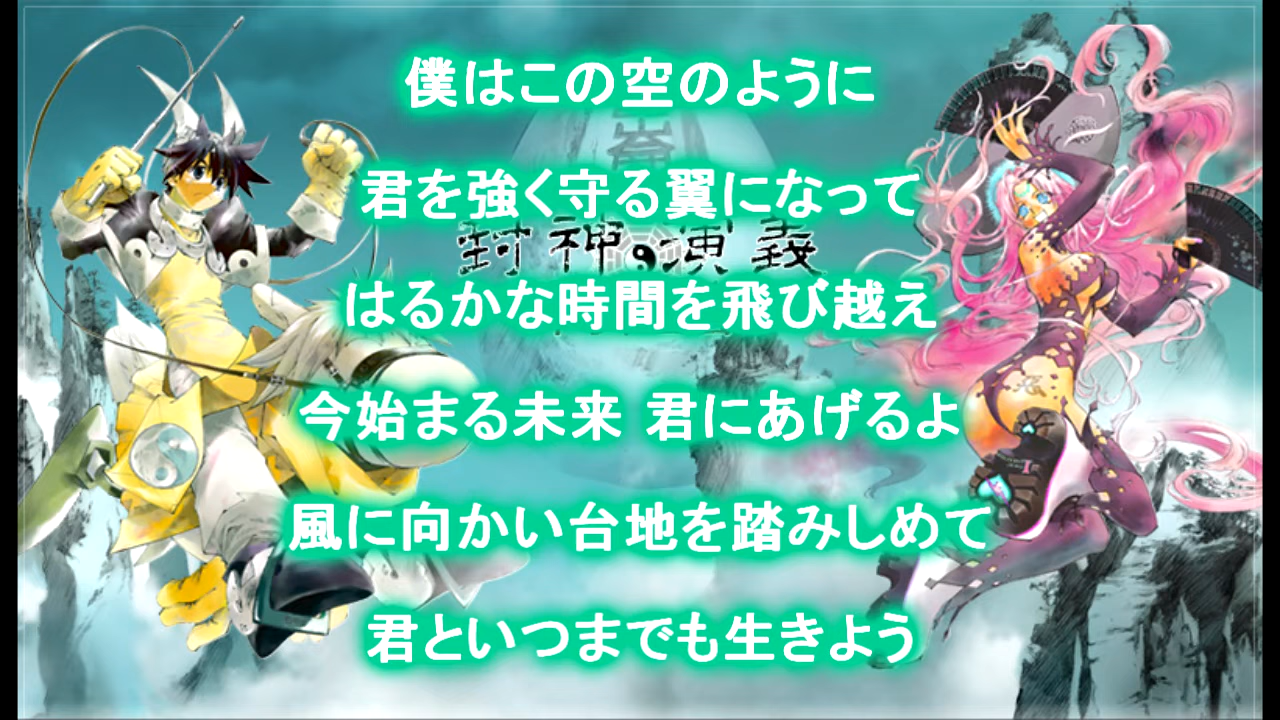 僕はこの空のように
君を強く守る翼になって
封神演義
はるかな時間を飛び越え
今始まる未来 君にあげるよ
風に向かい台地を踏みしめて
君といつまでも生きよう